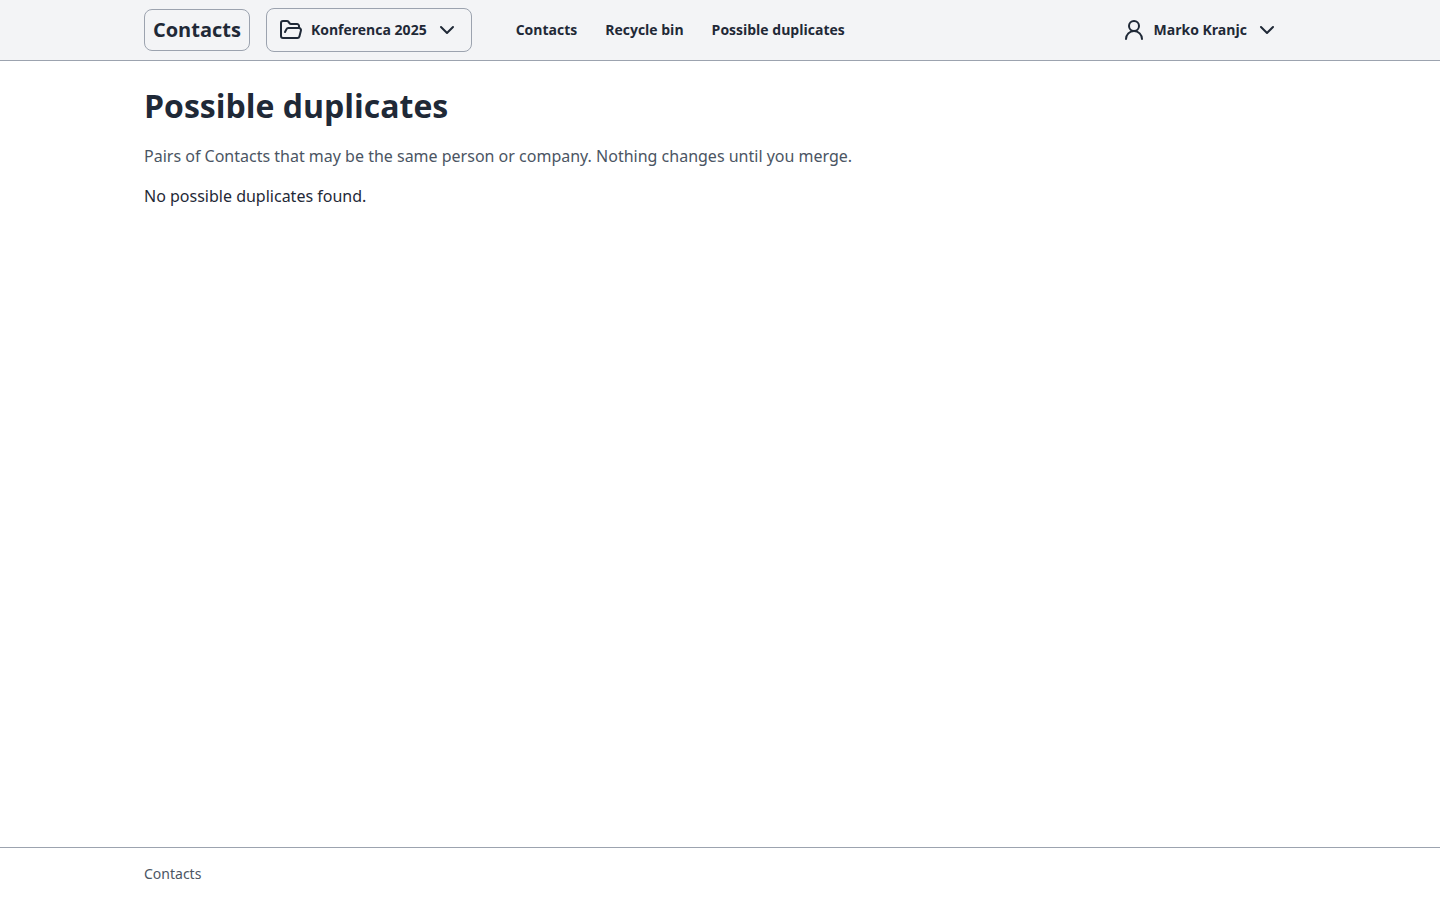 Contacts
Konferenca 2025
Contacts
Recycle bin
Possible duplicates
Marko Kranjc
Possible duplicates
Pairs of Contacts that may be the same person or company. Nothing changes until you merge.
No possible duplicates found.
Contacts